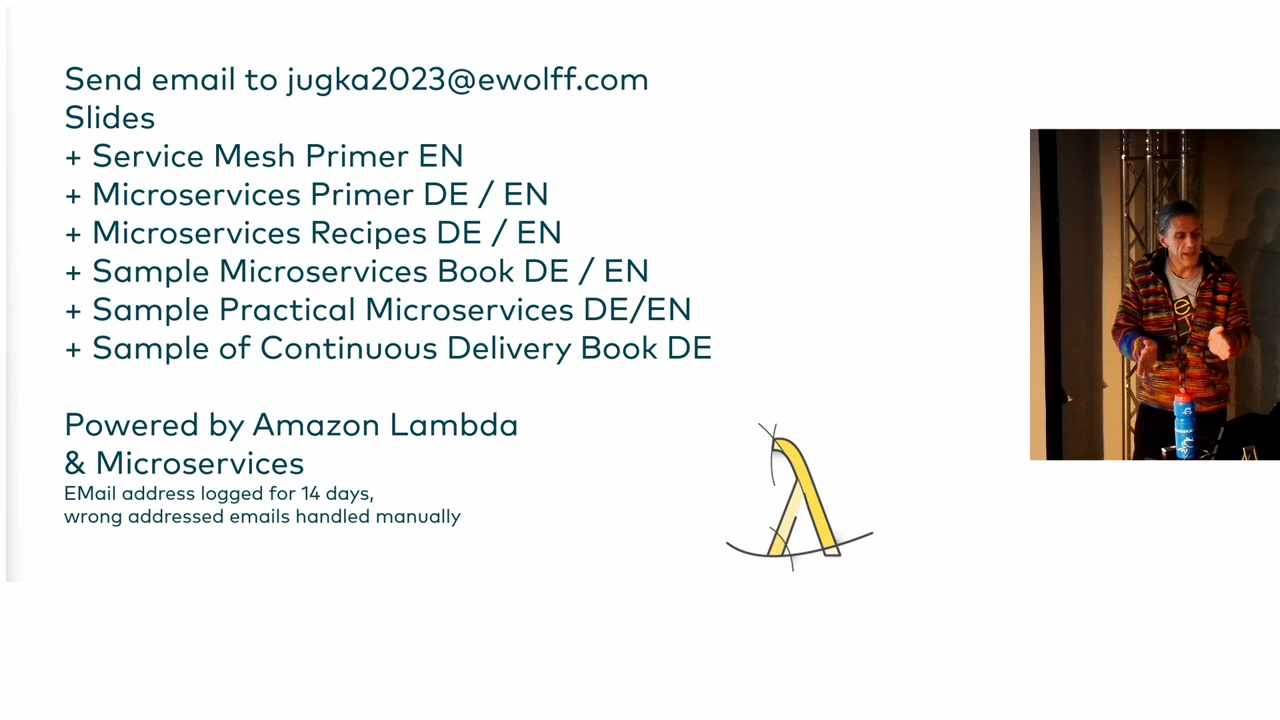 Send email to jugka2023@ewolff.com
Slides
+ Service Mesh Primer EN
+ Microservices Primer DE / EN
+ Microservices Recipes DE / EN
+ Sample Microservices Book DE / EN
+ Sample Practical Microservices DE/EN
+ Sample of Continuous Delivery Book DE
Powered by Amazon Lambda
& Microservices
EMail address logged for 14 days,
wrong addressed emails handled manually